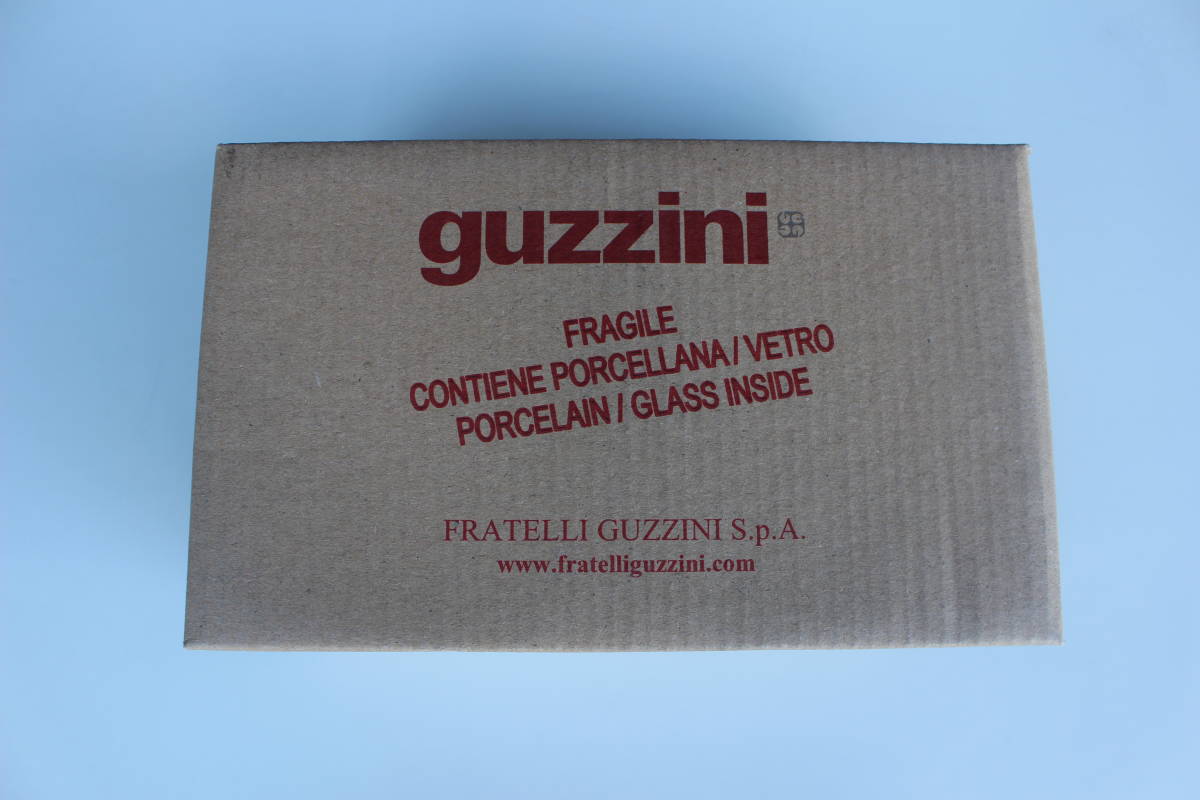 guzzini
FRAGILE
CONTIENE PORCELLANA / VETRO
PORCELAIN / GLASS INSIDE
FRATELLI GUZZINI S.p.A.
www.fratelliguzzini.com